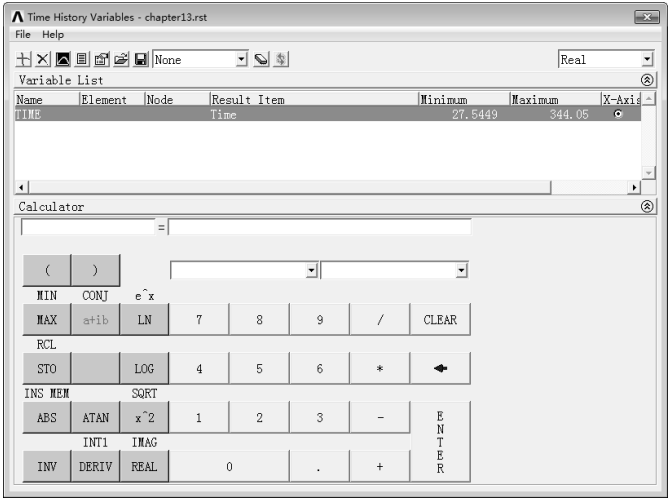 Time History Variables - chapter13.rst
File Help
None Real
Variable List
Name Element Node Result Item Minimum Maximum X-Axis
TIME Time 27.5449 344.05
Calculator
=
( )
MIN CONJ e^x
MAX a+ib LN 7 8 9 / CLEAR
RCL
STO LOG 4 5 6 *
INS MEM SQRT
ABS ATAN x^2 1 2 3 - ENTER
INT1 IMAG
INV DERIV REAL 0 . +